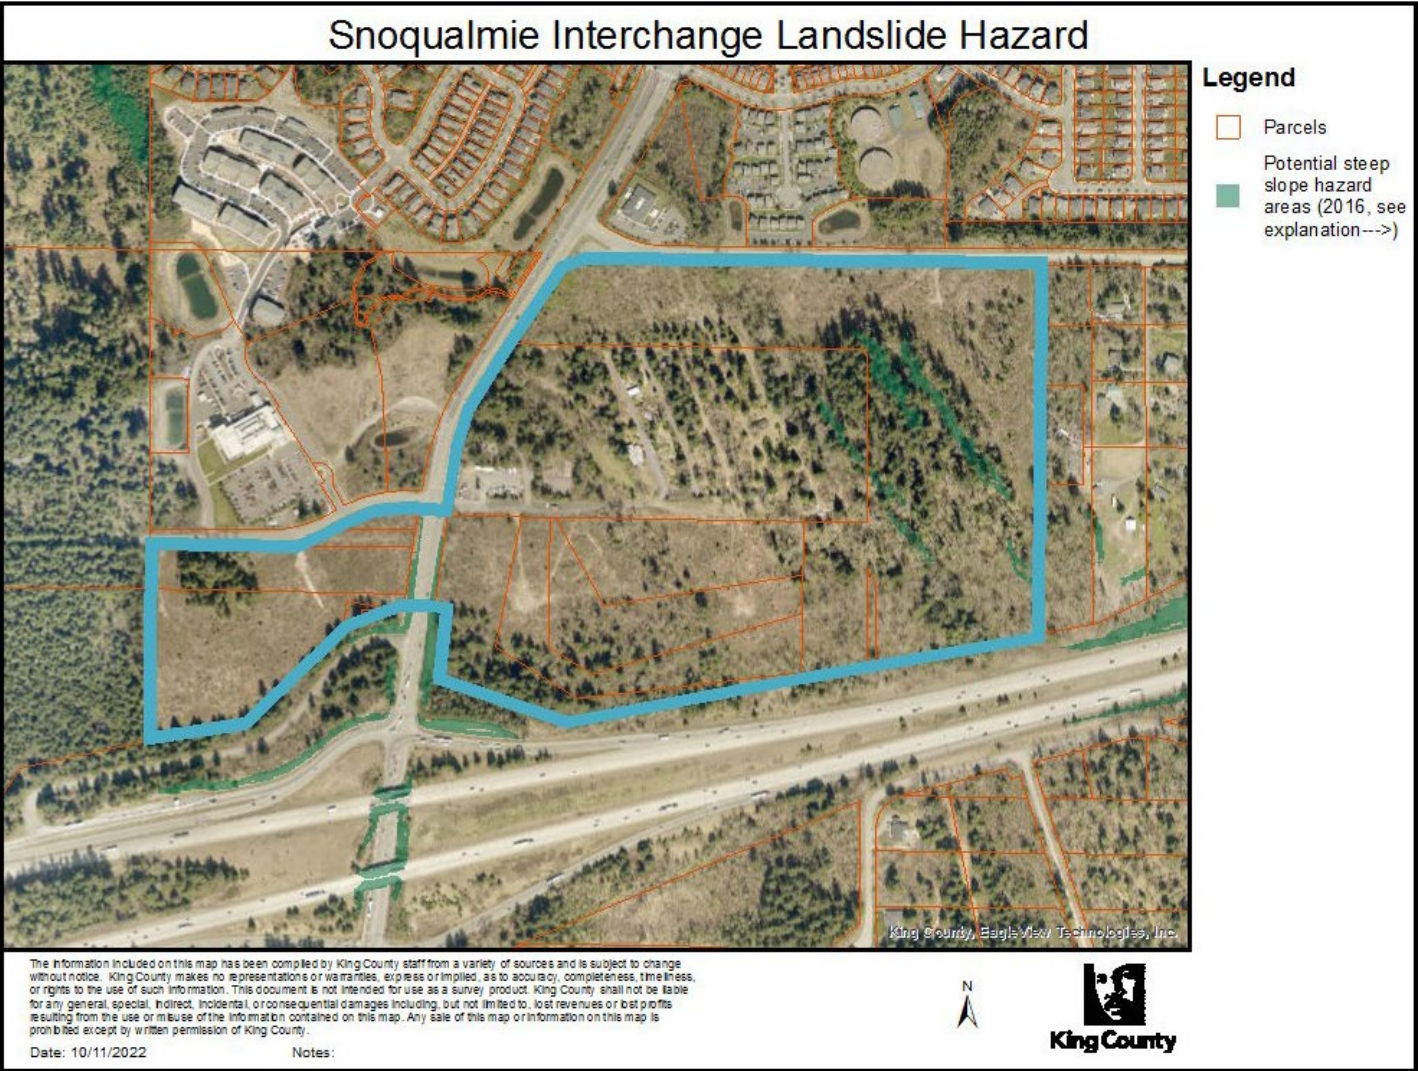 Snoqualmie Interchange Landslide Hazard
Legend
Parcels
Potential steep
slope hazard
areas (2016, see
explanation--->)
King County, EagleView Technologies, Inc.
The information included on this map has been compiled by King County staff from a variety of sources and is subject to change
without notice. King County makes no representations or warranties, express or implied, as to accuracy, completeness, timeliness,
or rights to the use of such information. This document is not intended for use as a survey product. King County shall not be liable
for any general, special, indirect, incidental, or consequential damages including, but not limited to, lost revenues or lost profits
resulting from the use or misuse of the information contained on this map. Any sale of this map or information on this map is
prohibited except by written permission of King County.
Date: 10/11/2022 Notes:
N
King County